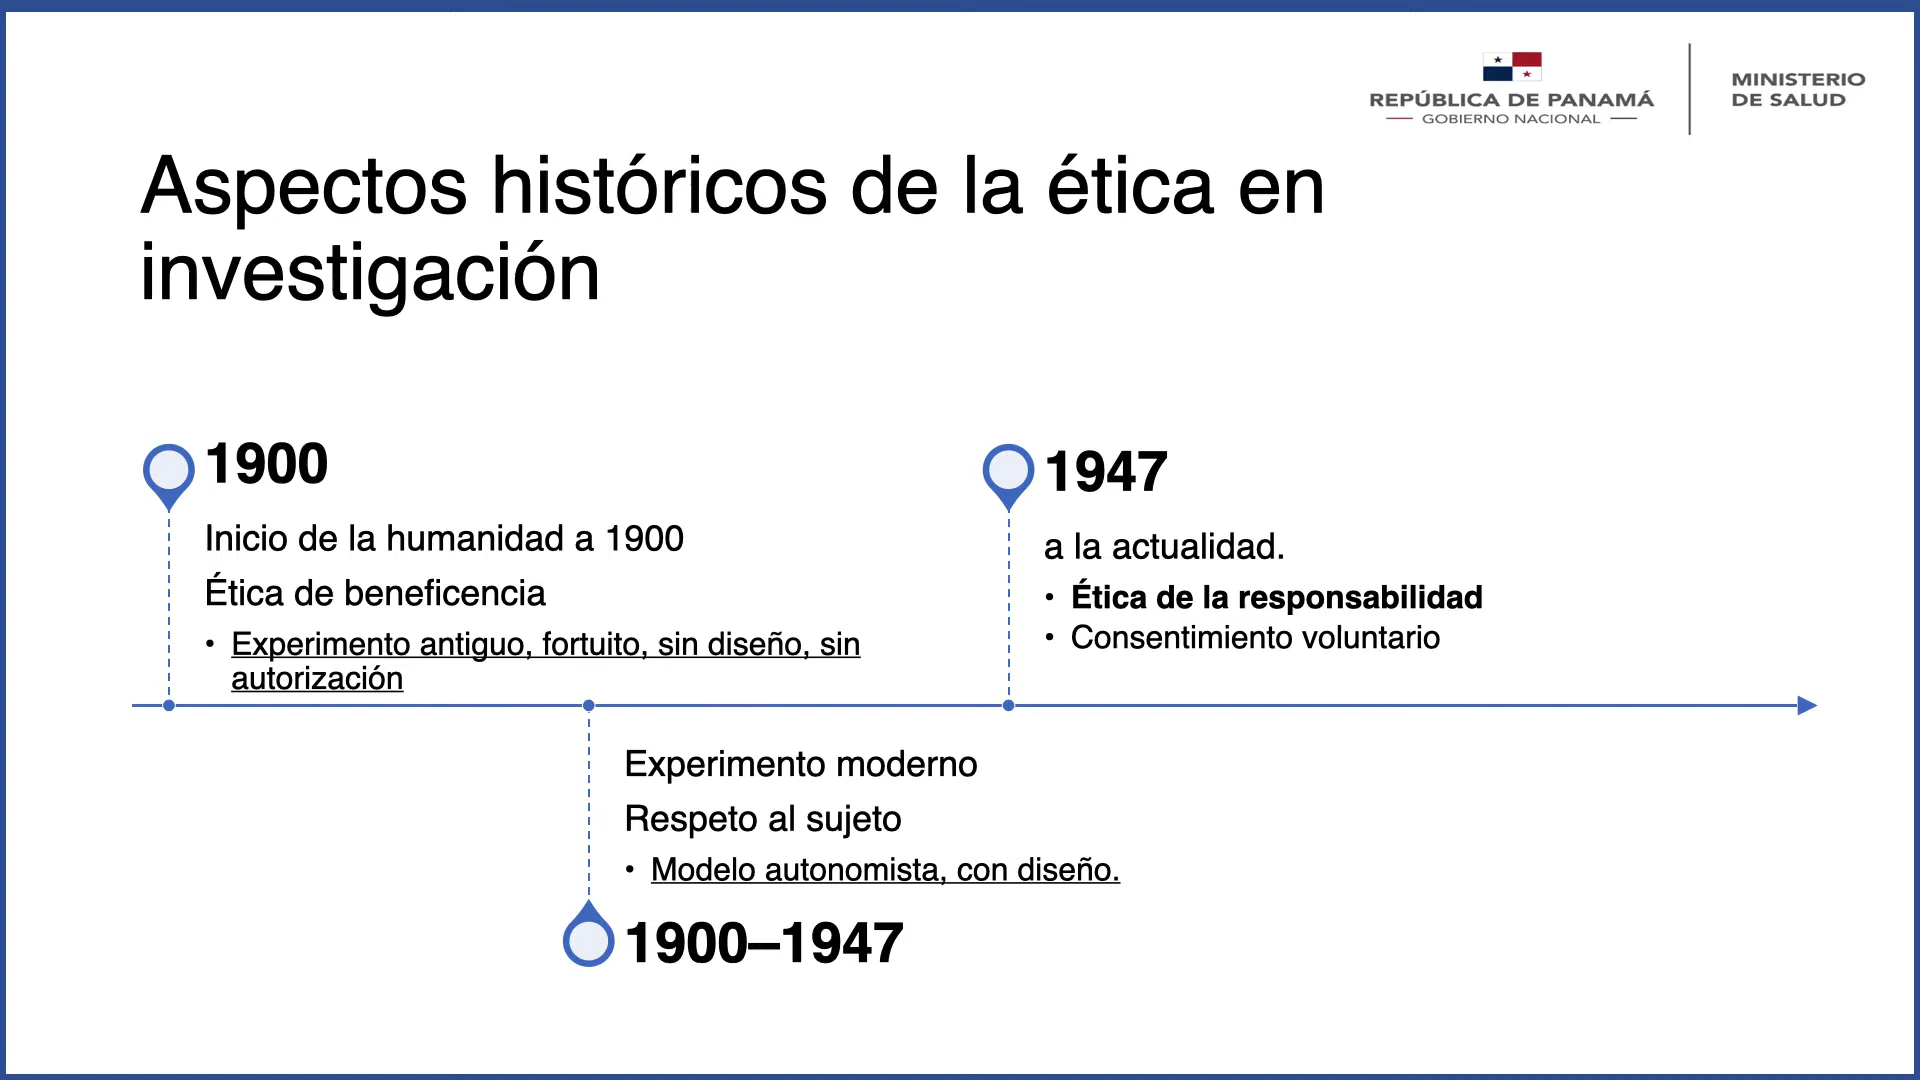 REPÚBLICA DE PANAMÁ
GOBIERNO NACIONAL
MINISTERIO
DE SALUD
Aspectos históricos de la ética en
investigación
1900
Inicio de la humanidad a 1900
Ética de beneficencia
• Experimento antiguo, fortuito, sin diseño, sin
autorización
1947
a la actualidad.
• Ética de la responsabilidad
• Consentimiento voluntario
Experimento moderno
Respeto al sujeto
• Modelo autonomista, con diseño.
1900–1947